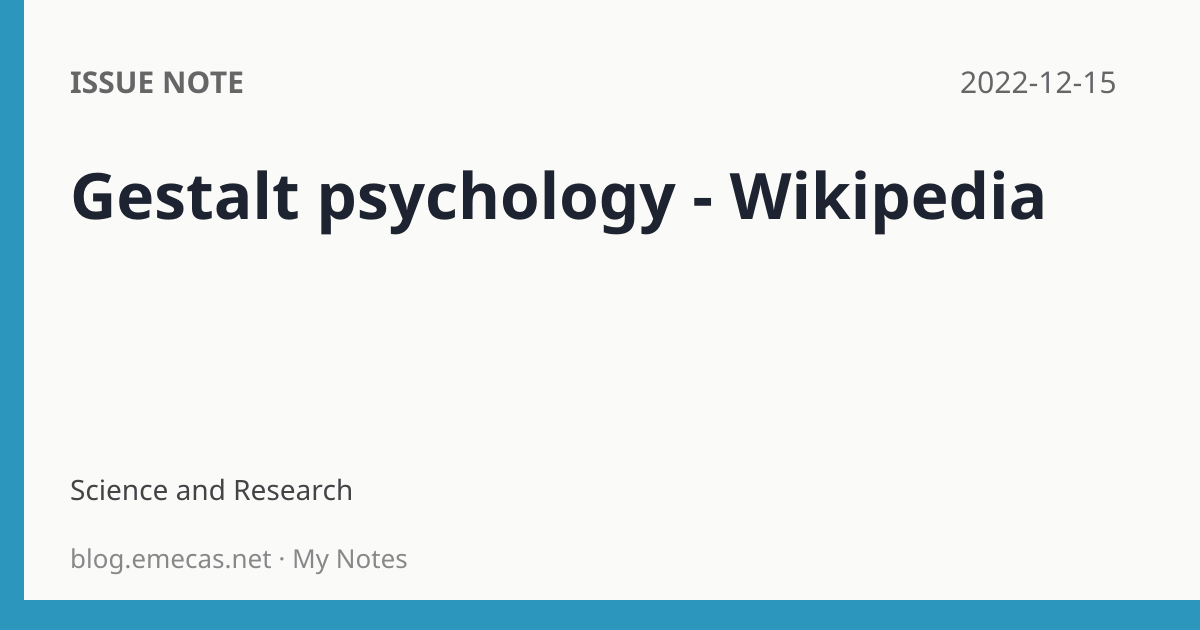 ISSUE NOTE
2022-12-15
Gestalt psychology - Wikipedia
Science and Research
blog.emecas.net · My Notes